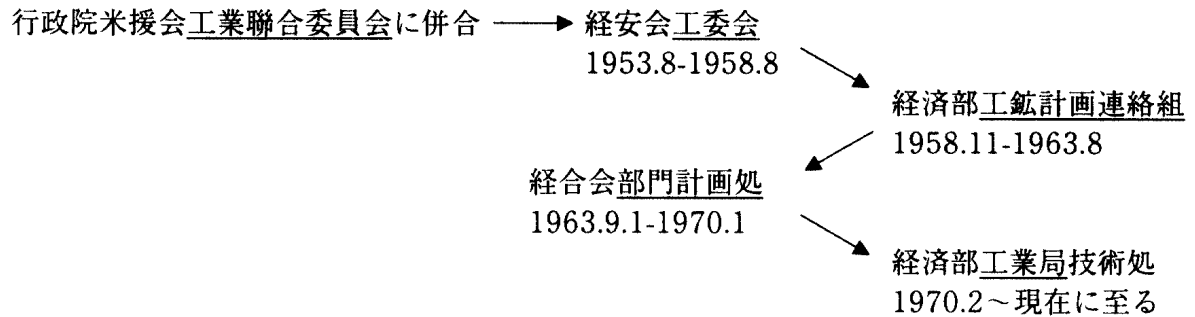 行政院米援会工業聯合委員会に併合 → 経安会工委会
1953.8-1958.8
経済部工鉱計画連絡組
1958.11-1963.8
経合会部門計画処
1963.9.1-1970.1
経済部工業局技術処
1970.2～現在に至る